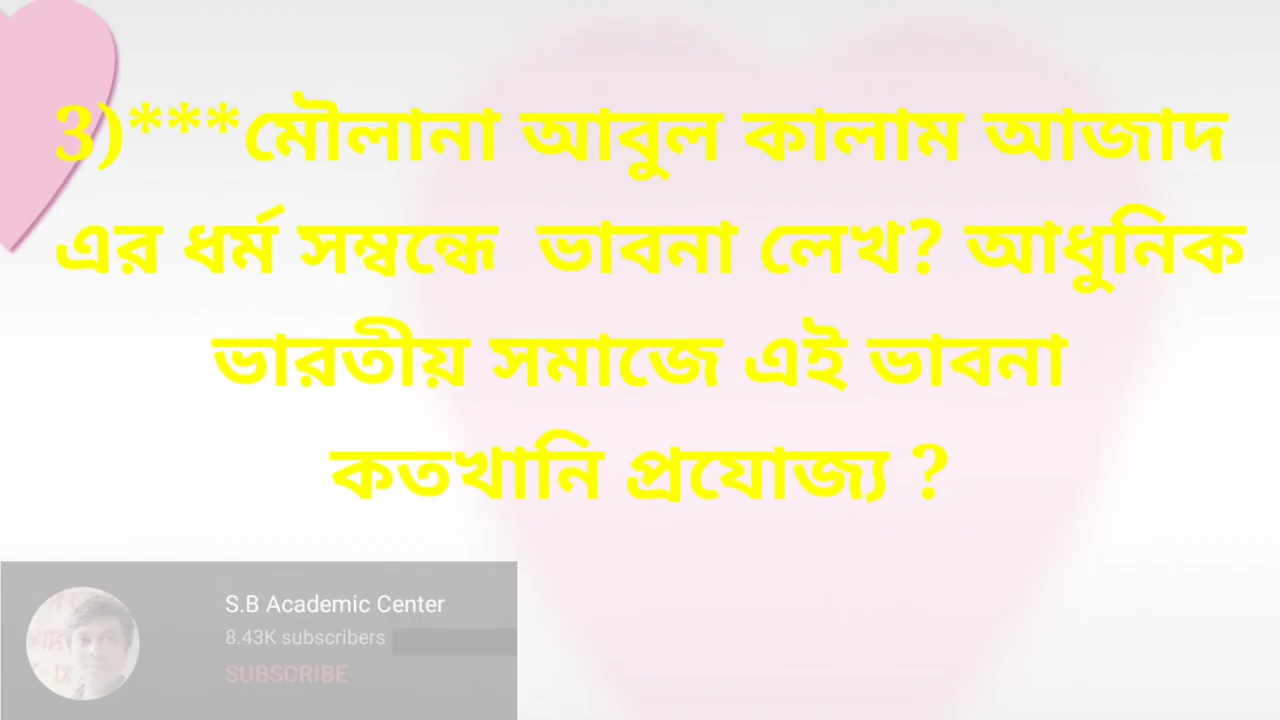 3)***মৌলানা আবুল কালাম আজাদ
এর ধর্ম সম্বন্ধে ভাবনা লেখ? আধুনিক
ভারতীয় সমাজে এই ভাবনা
কতখানি প্রযোজ্য ?
S.B Academic Center
8.43K subscribers
SUBSCRIBE